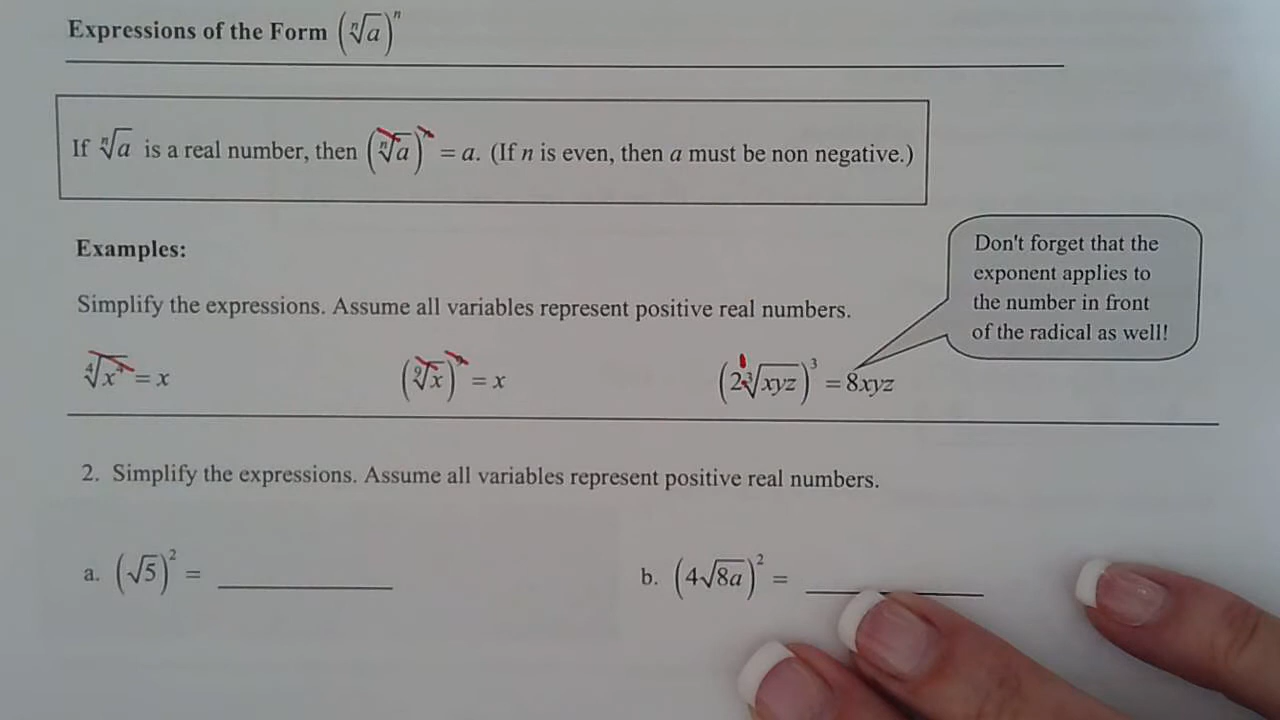 Expressions of the Form (ⁿ√a)ⁿ
If ⁿ√a is a real number, then (ⁿ√a)ⁿ = a. (If n is even, then a must be non negative.)
Don't forget that the
exponent applies to
the number in front
of the radical as well!
Examples:
Simplify the expressions. Assume all variables represent positive real numbers.
⁴√x⁴ = x (⁹√x)⁹ = x (2³√xyz)³ = 8xyz
2. Simplify the expressions. Assume all variables represent positive real numbers.
a. (√5)² = ________ b. (4√8a)² = ________